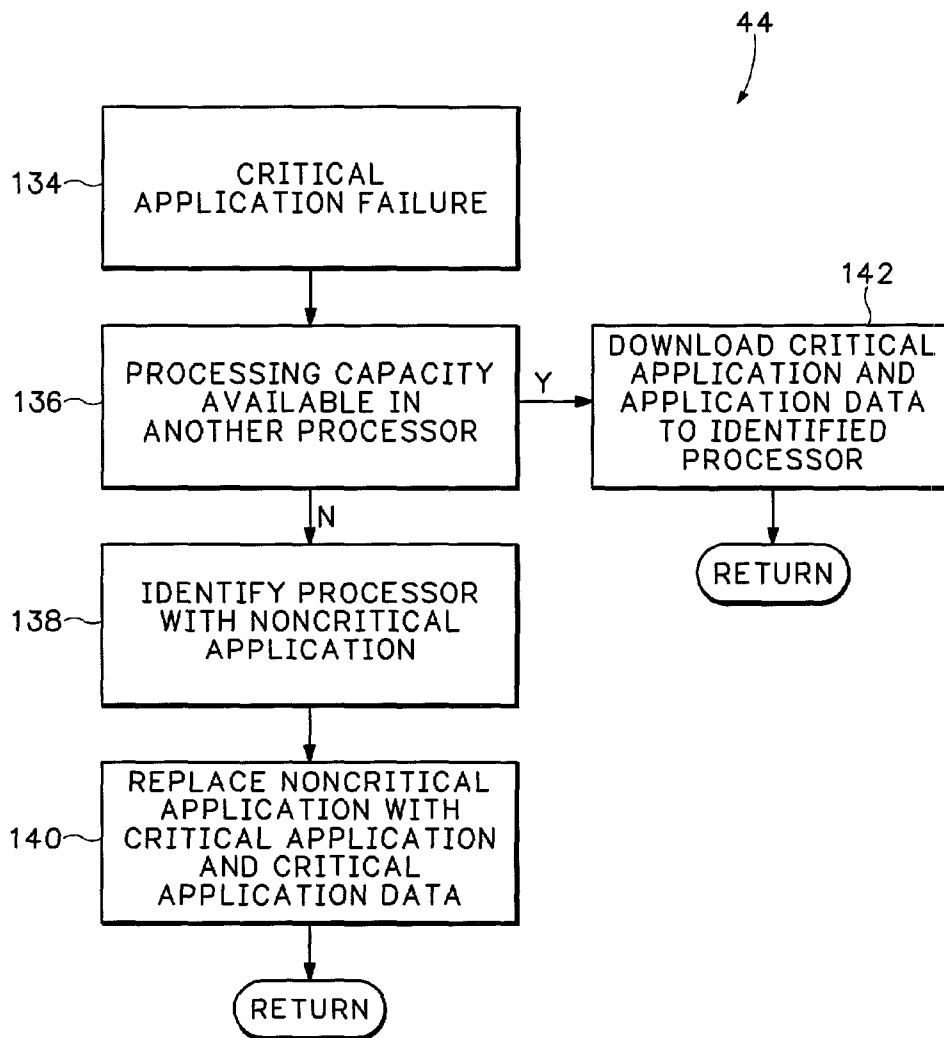 44
134
CRITICAL
APPLICATION FAILURE
136
PROCESSING CAPACITY
AVAILABLE IN
ANOTHER PROCESSOR
Y
142
DOWNLOAD CRITICAL
APPLICATION AND
APPLICATION DATA
TO IDENTIFIED
PROCESSOR
RETURN
N
138
IDENTIFY PROCESSOR
WITH NONCRITICAL
APPLICATION
140
REPLACE NONCRITICAL
APPLICATION WITH
CRITICAL APPLICATION
AND CRITICAL
APPLICATION DATA
RETURN